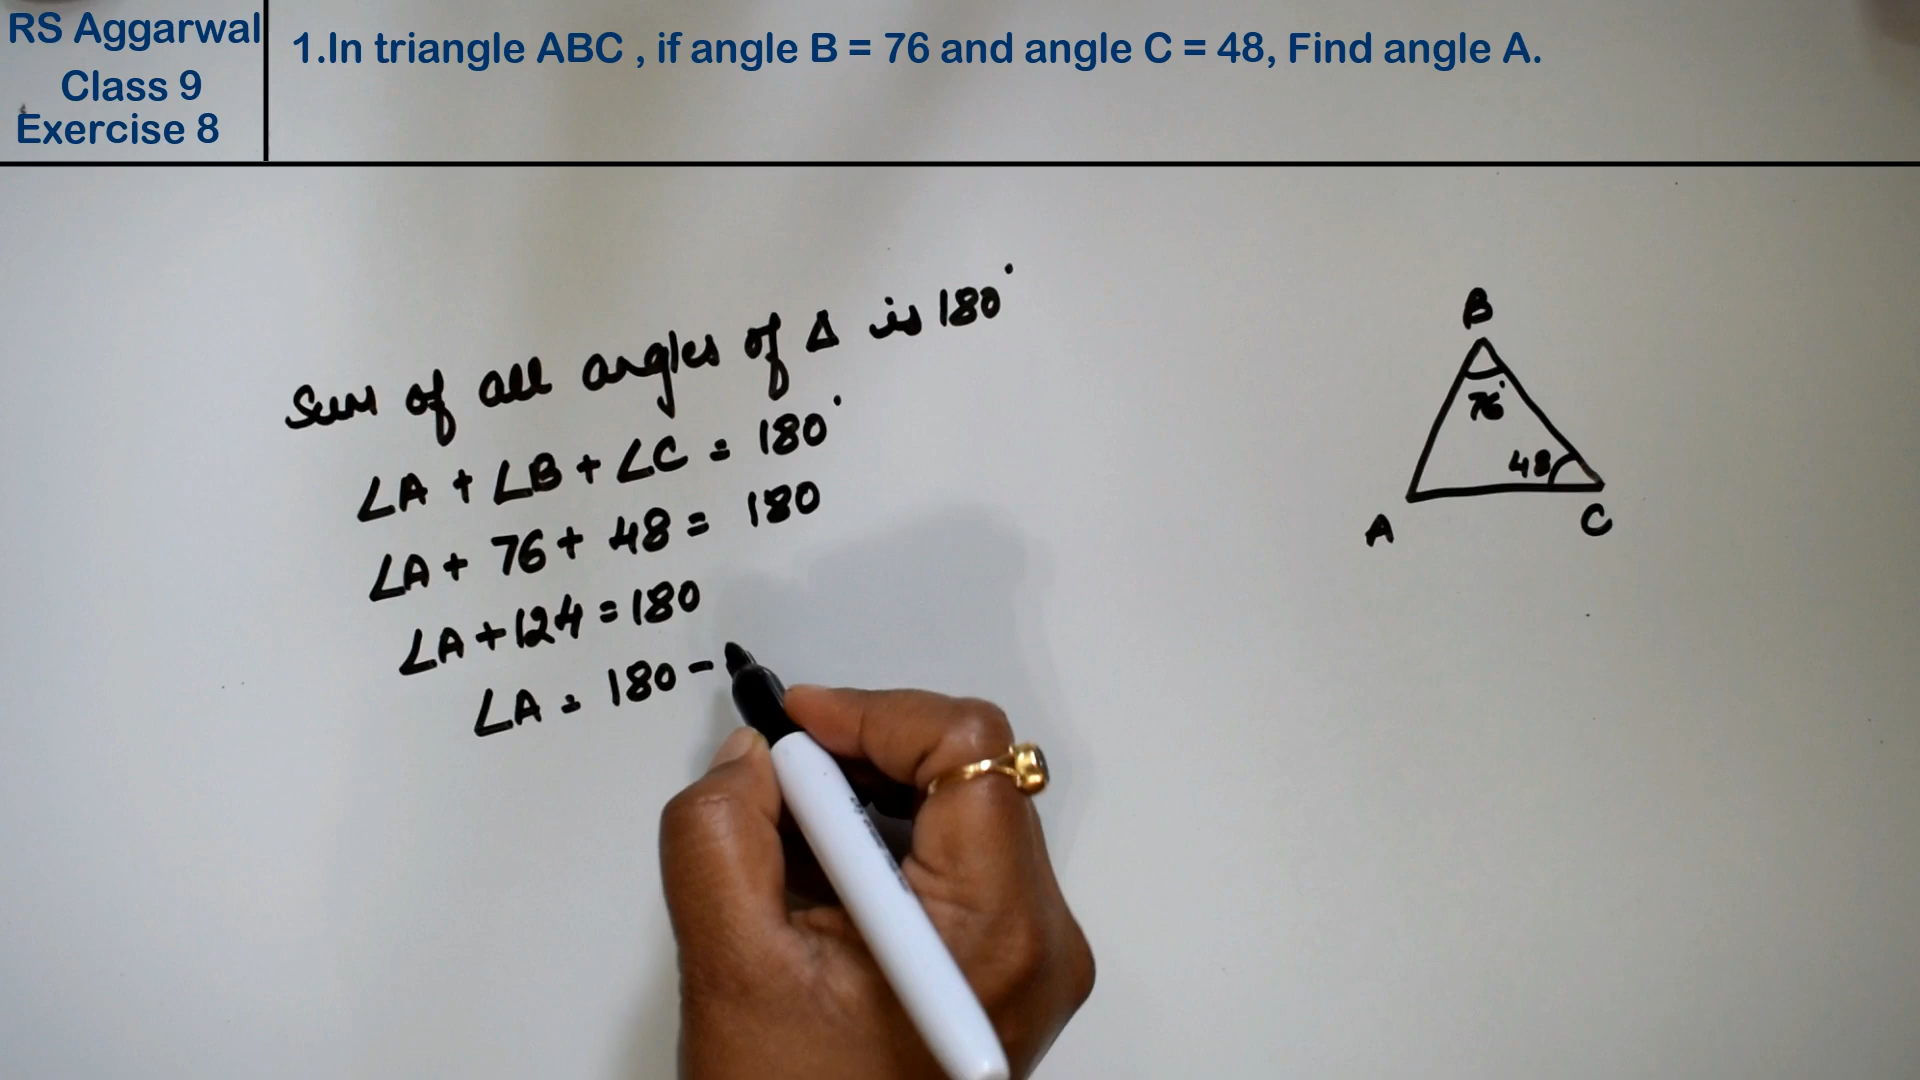 RS Aggarwal
Class 9
Exercise 8
1.In triangle ABC , if angle B = 76 and angle C = 48, Find angle A.
Sum of all angles of Δ is 180°
∠A + ∠B + ∠C = 180°
∠A + 76 + 48 = 180
∠A + 124 = 180
∠A = 180 -
B
76°
48
A
C